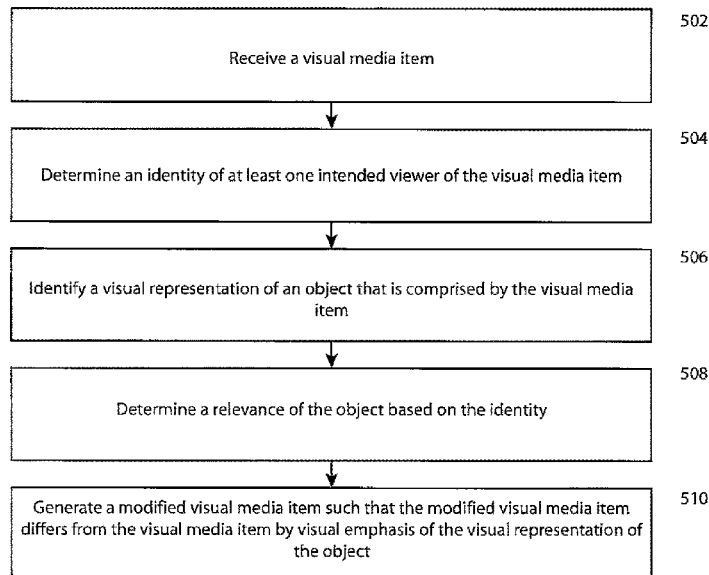 502
Receive a visual media item
504
Determine an identity of at least one intended viewer of the visual media item
506
Identify a visual representation of an object that is comprised by the visual media
item
508
Determine a relevance of the object based on the identity
510
Generate a modified visual media item such that the modified visual media item
differs from the visual media item by visual emphasis of the visual representation of
the object